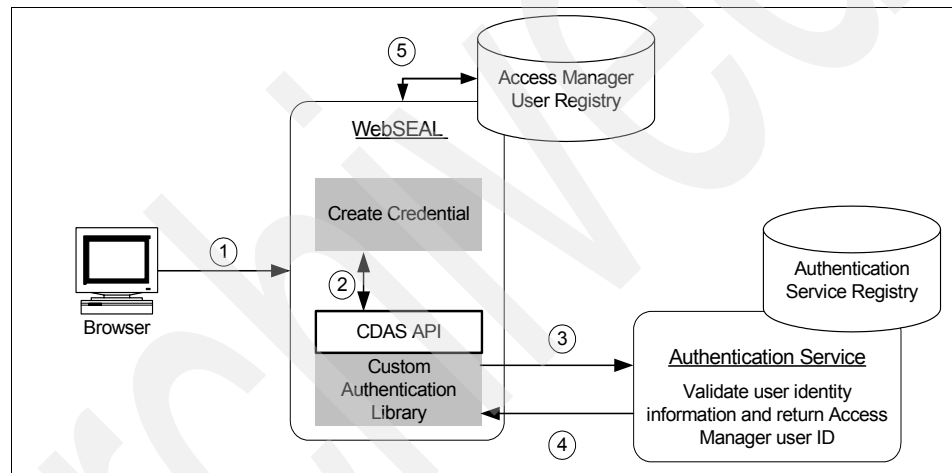 5
Access Manager
User Registry
WebSEAL
Create Credential
1
2
Browser
CDAS API
Custom
Authentication
Library
3
4
Authentication
Service Registry
Authentication Service
Validate user identity
information and return Access
Manager user ID